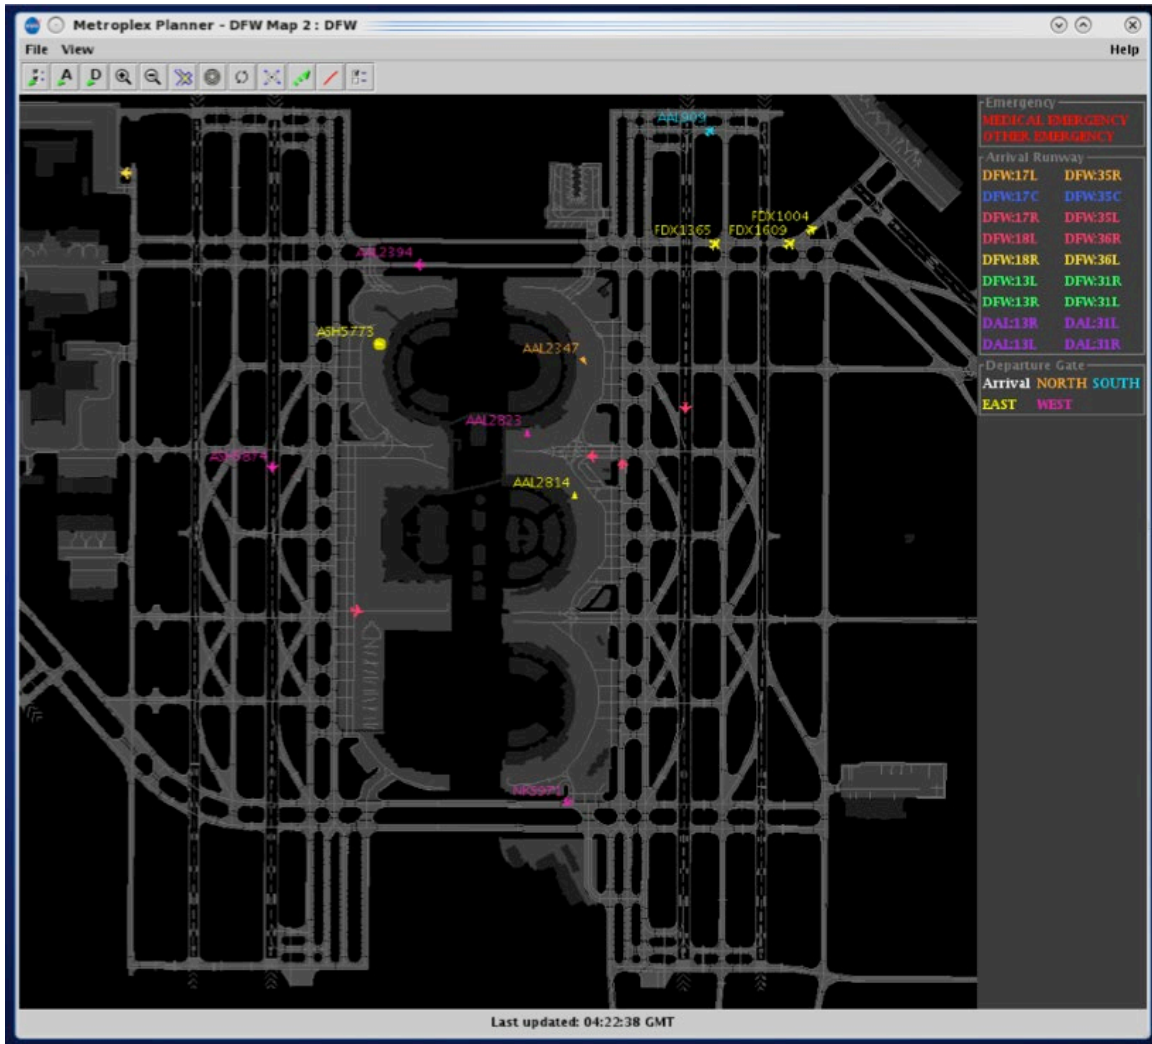 Metroplex Planner - DFW Map 2 : DFW
File View Help
A D
Emergency
MEDICAL EMERGENCY
OTHER EMERGENCY
Arrival Runway
DFW:17L DFW:35R
DFW:17C DFW:35C
DFW:17R DFW:35L
DFW:18L DFW:36R
DFW:18R DFW:36L
DFW:13L DFW:31R
DFW:13R DFW:31L
DAL:13R DAL:31L
DAL:13L DAL:31R
Departure Gate
Arrival NORTH SOUTH
EAST WEST
AAL909
FDX1004
FDX1365 FDX1609
AAL2394
ASH5773
AAL2347
AAL2823
ASH5874
AAL2814
NKS971
Last updated: 04:22:38 GMT